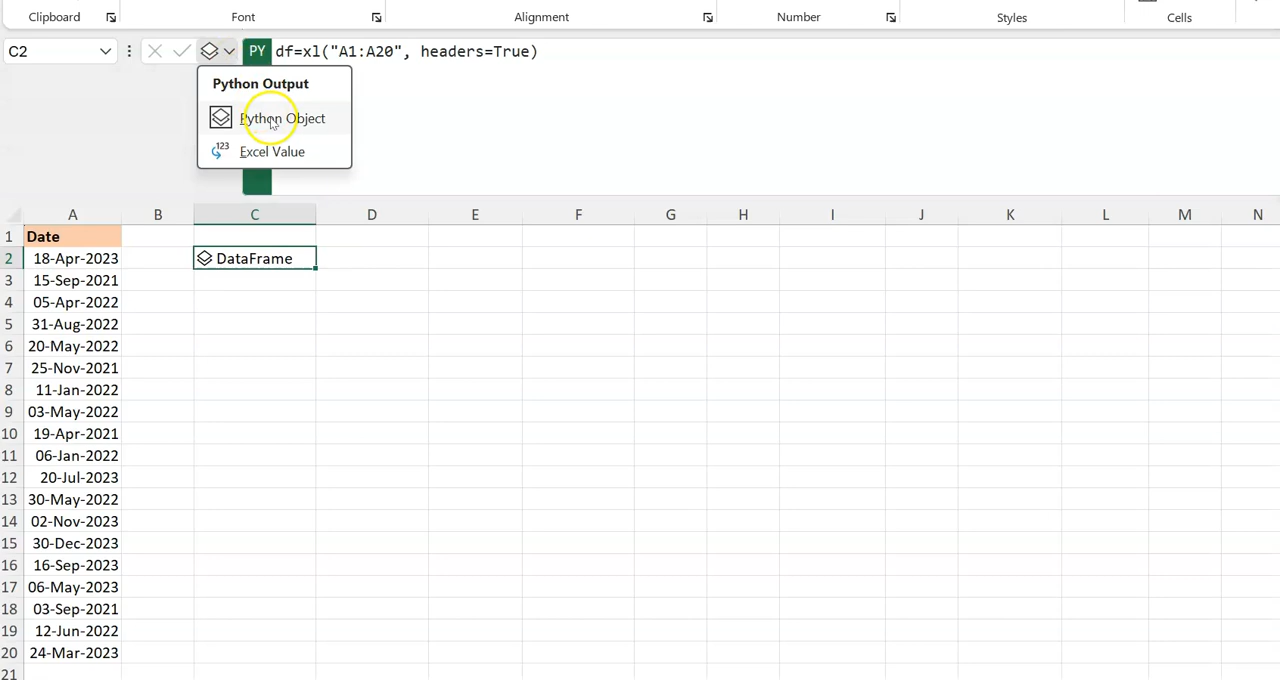 Clipboard Font Alignment Number Styles Cells
C2 PY df=xl("A1:A20", headers=True)
Python Output
Python Object
123 Excel Value
A B C D E F G H I J K L M N
1 Date
2 18-Apr-2023 DataFrame
3 15-Sep-2021
4 05-Apr-2022
5 31-Aug-2022
6 20-May-2022
7 25-Nov-2021
8 11-Jan-2022
9 03-May-2022
10 19-Apr-2021
11 06-Jan-2022
12 20-Jul-2023
13 30-May-2022
14 02-Nov-2023
15 30-Dec-2023
16 16-Sep-2023
17 06-May-2023
18 03-Sep-2021
19 12-Jun-2022
20 24-Mar-2023
21